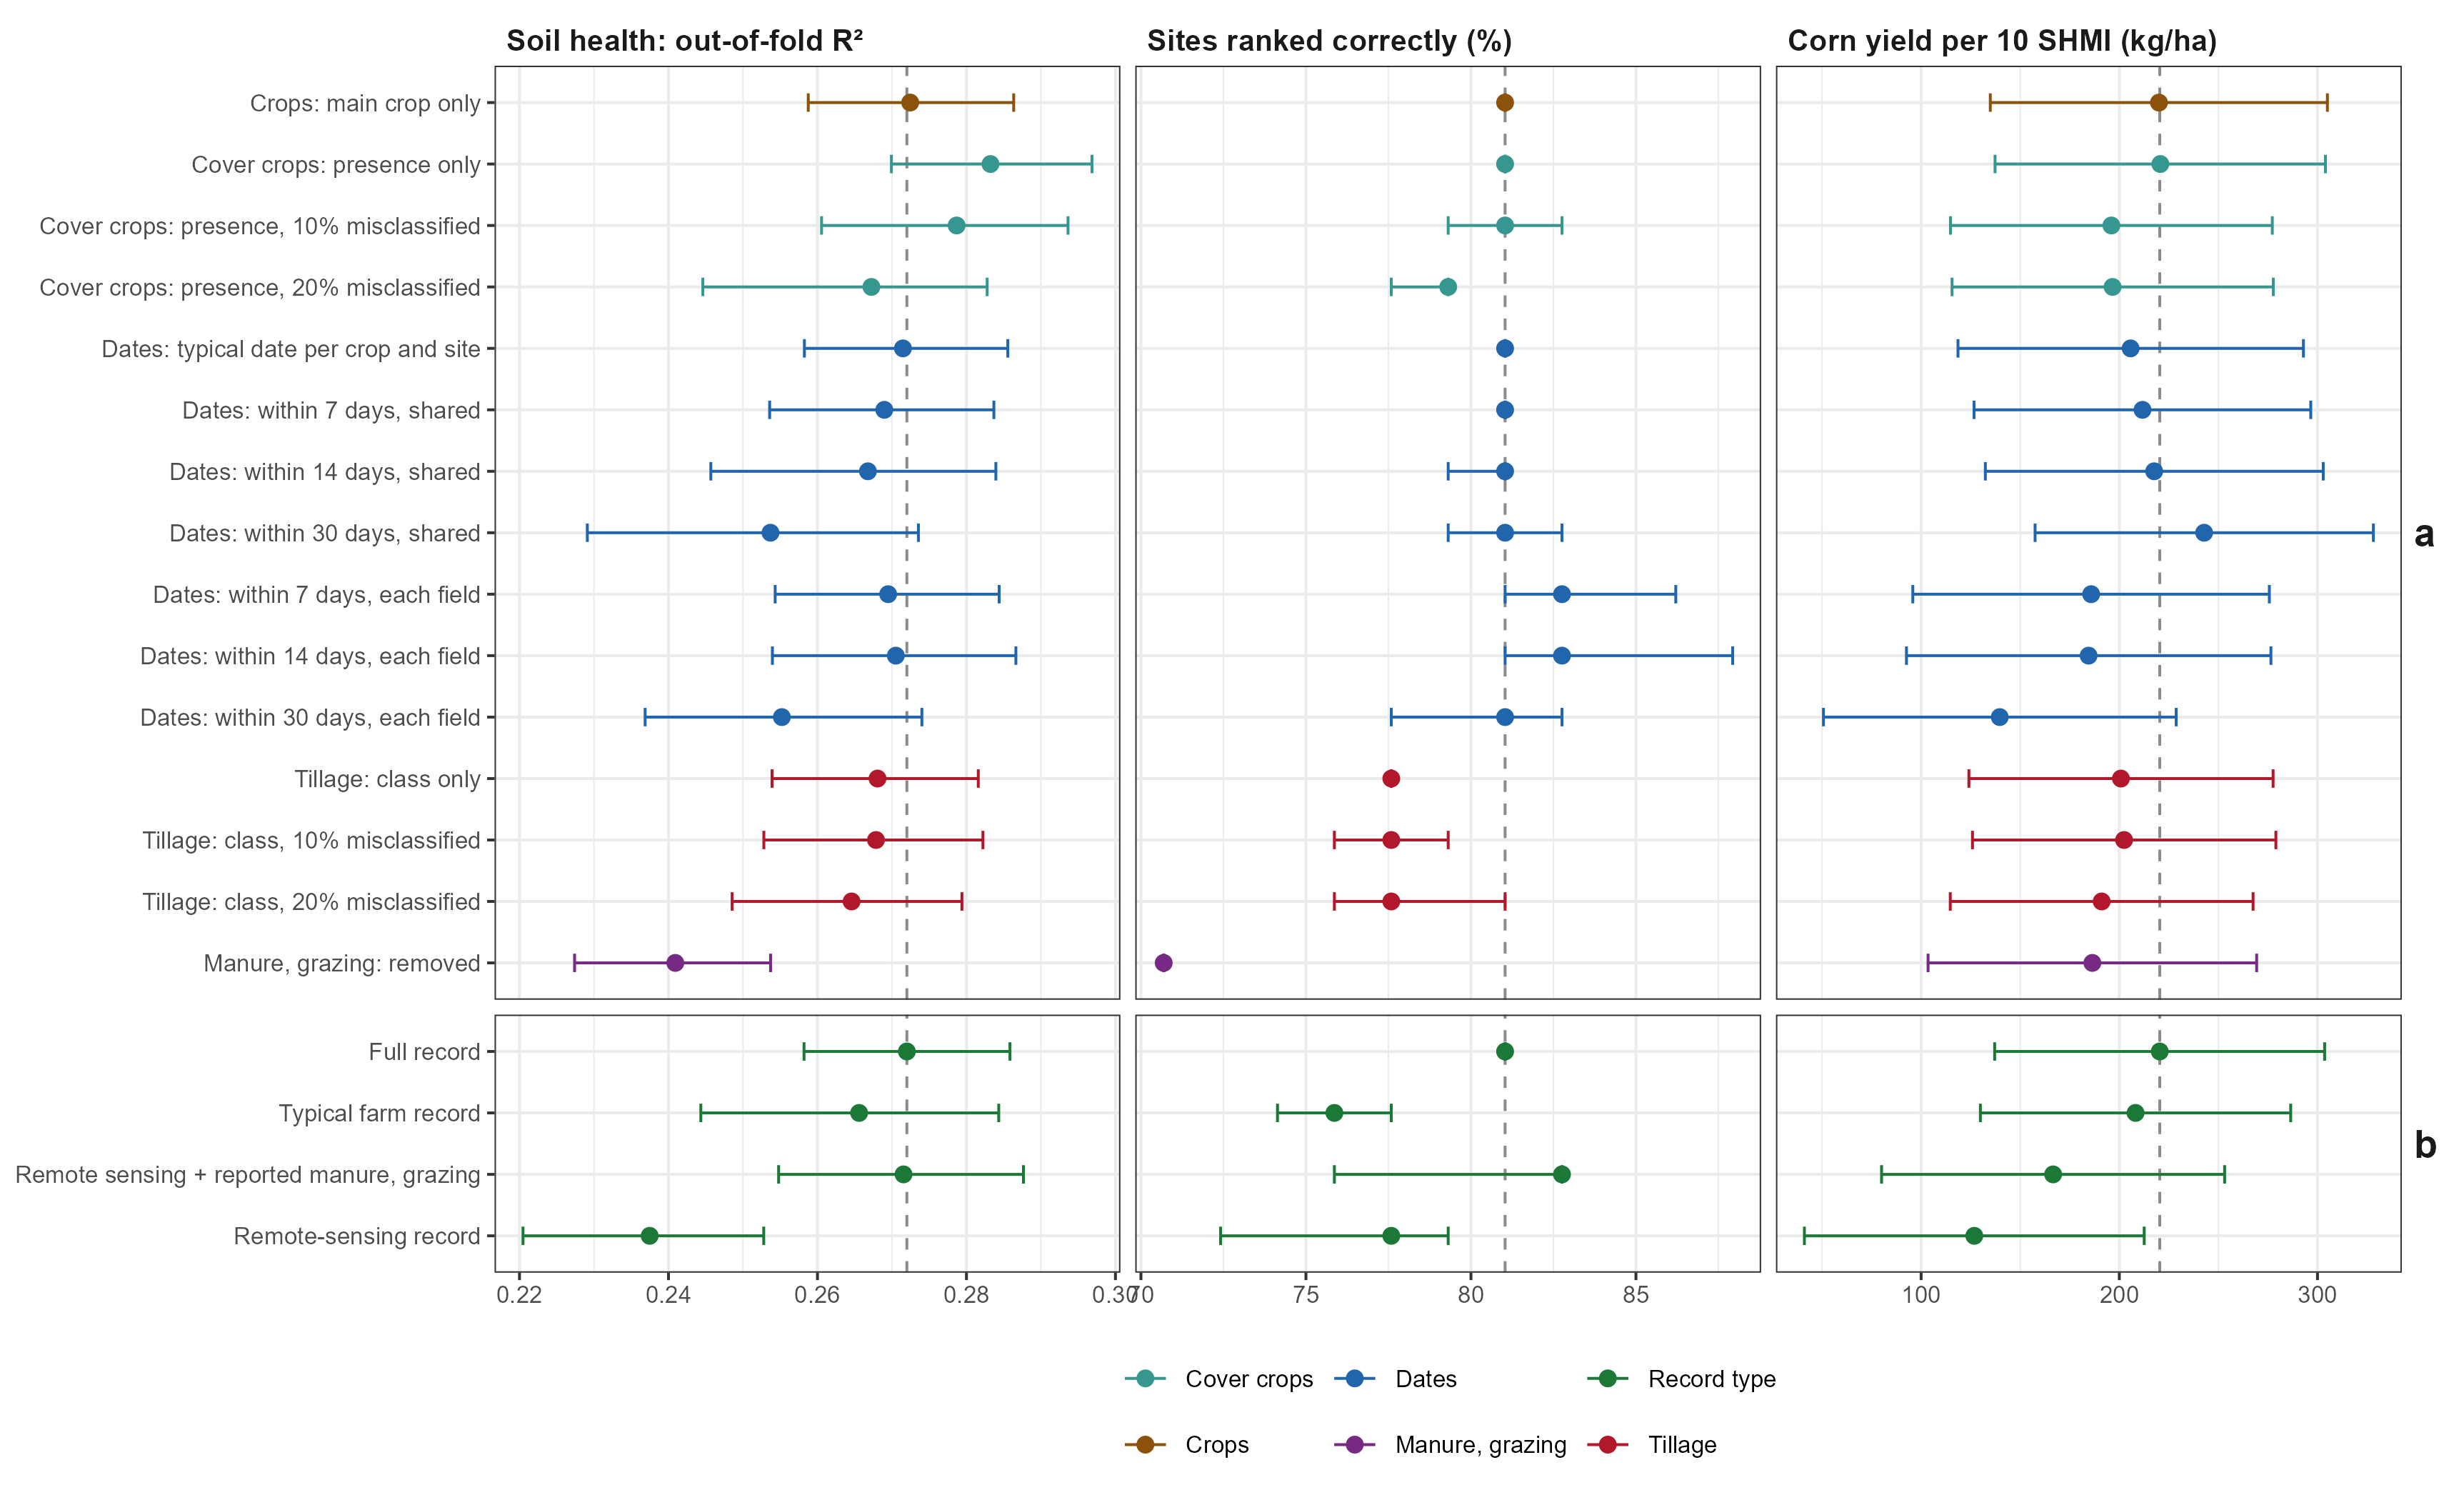 Soil health: out-of-fold R²
Sites ranked correctly (%)
Corn yield per 10 SHMI (kg/ha)
Crops: main crop only
Cover crops: presence only
Cover crops: presence, 10% misclassified
Cover crops: presence, 20% misclassified
Dates: typical date per crop and site
Dates: within 7 days, shared
Dates: within 14 days, shared
Dates: within 30 days, shared
a
Dates: within 7 days, each field
Dates: within 14 days, each field
Dates: within 30 days, each field
Tillage: class only
Tillage: class, 10% misclassified
Tillage: class, 20% misclassified
Manure, grazing: removed
Full record
Typical farm record
b
Remote sensing + reported manure, grazing
Remote-sensing record
0.22 0.24 0.26 0.28 0.30
70 75 80 85
100 200 300
Cover crops Dates Record type
Crops Manure, grazing Tillage